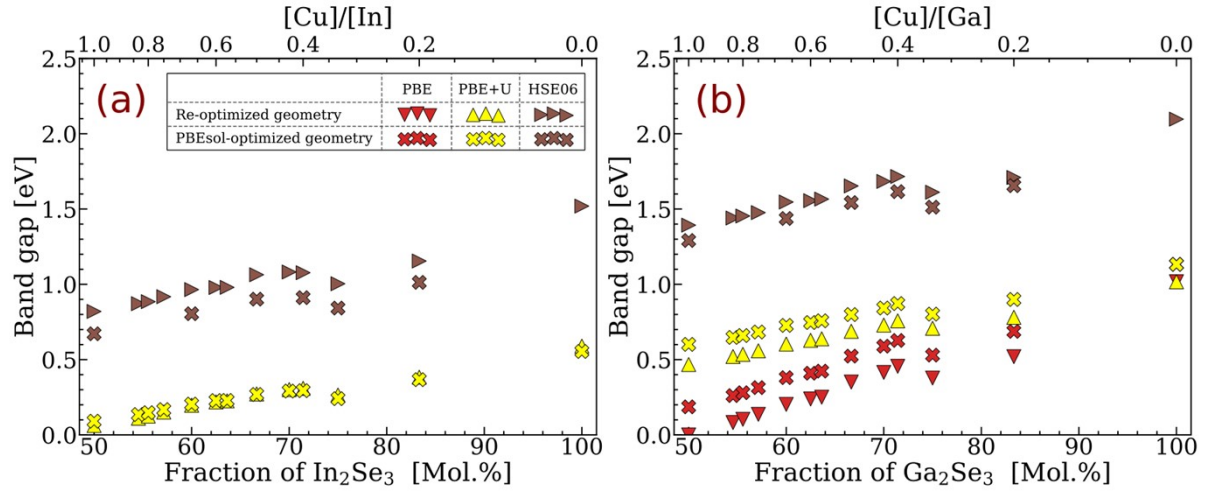 [Cu]/[In]
1.0 0.8 0.6 0.4 0.2 0.0
(a)
PBE PBE+U HSE06
Re-optimized geometry
PBEsol-optimized geometry
2.5
2.0
1.5
1.0
0.5
0.0
Band gap [eV]
50 60 70 80 90 100
Fraction of In₂Se₃ [Mol.%]
[Cu]/[Ga]
1.0 0.8 0.6 0.4 0.2 0.0
(b)
2.5
2.0
1.5
1.0
0.5
0.0
Band gap [eV]
50 60 70 80 90 100
Fraction of Ga₂Se₃ [Mol.%]